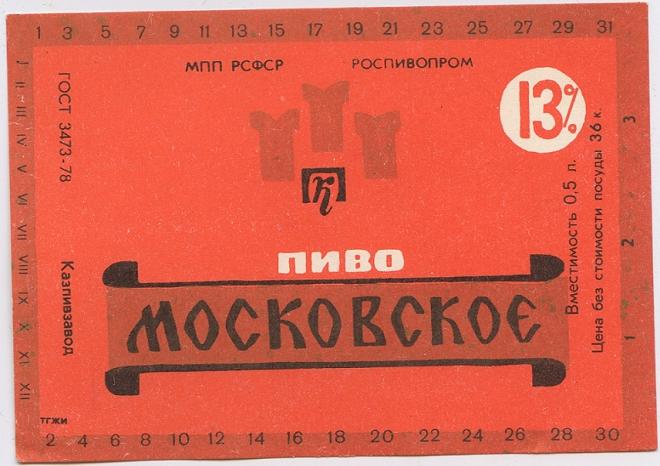 1 3 5 7 9 11 13 15 17 19 21 23 25 27 29 31
МПП РСФСР РОСПИВОПРОМ
13%
ГОСТ 3473-78
Казпивзавод
I II III IV V VI VII VIII IX X XI XII
К
ПИВО
МОСКОВСКОЕ
Вместимость 0,5 л.
Цена без стоимости посуды 36 к.
1 2 3
ТГЖИ
2 4 6 8 10 12 14 16 18 20 22 24 26 28 30